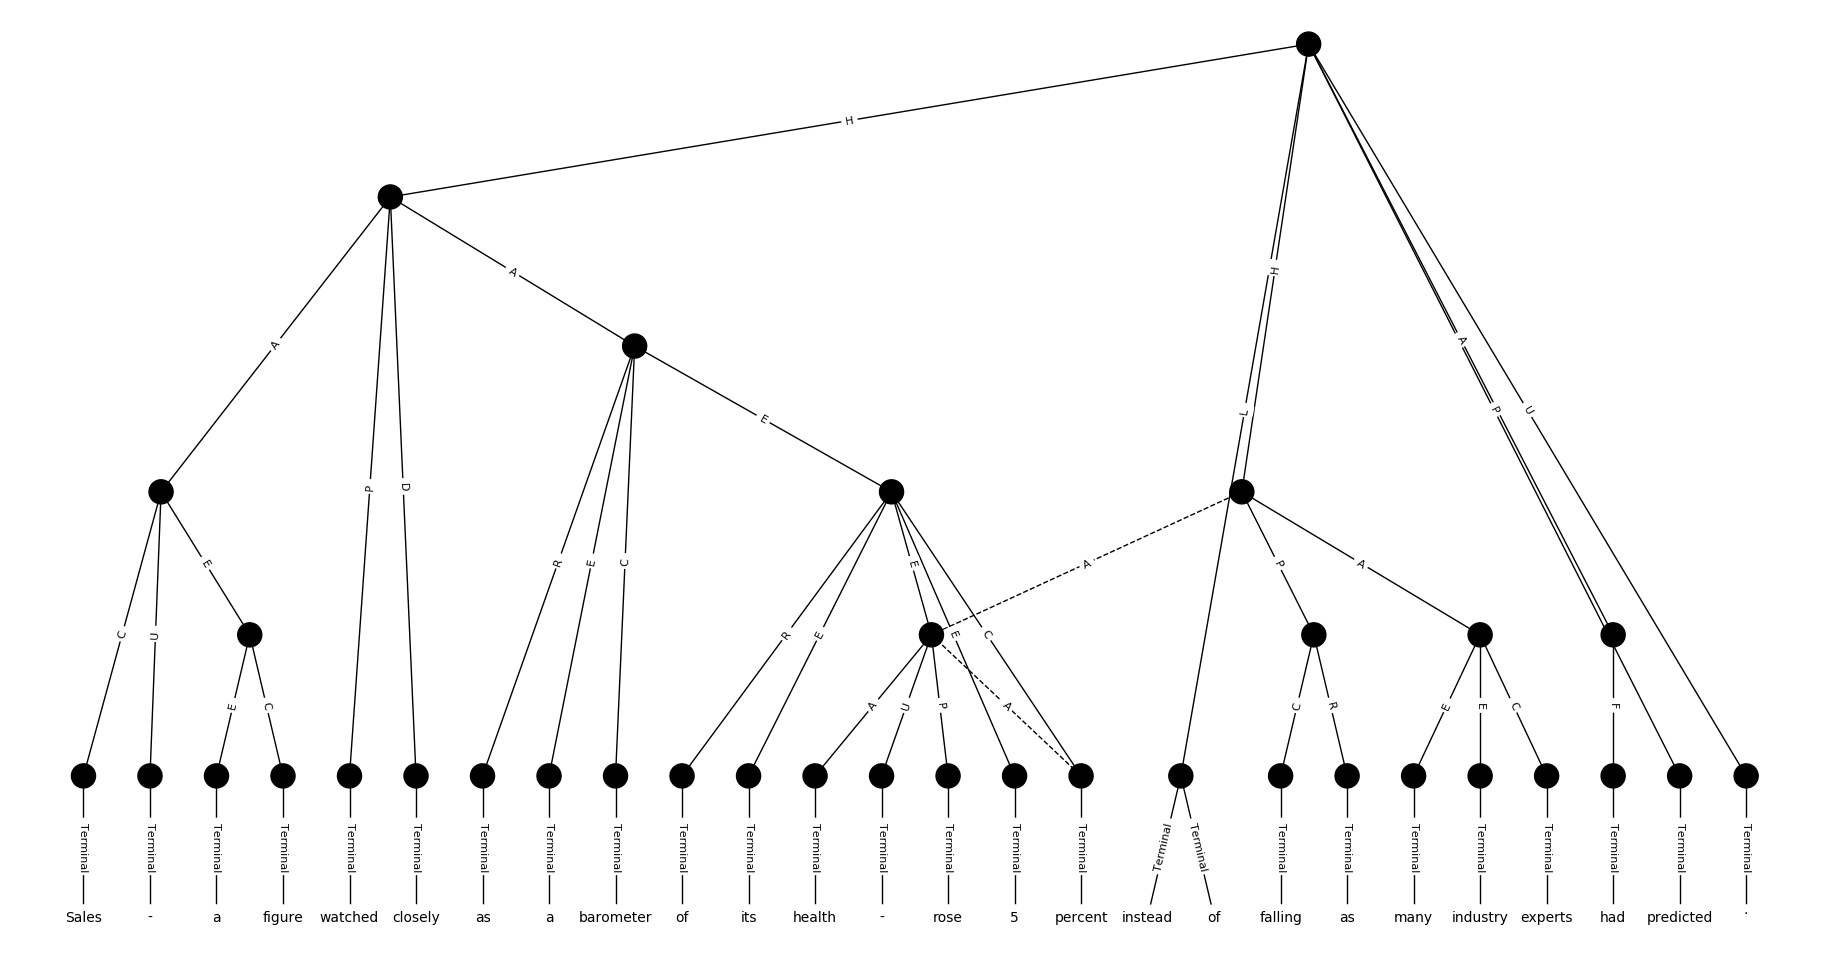 H
A
A
H
A
A
L
P
U
P
D
E
E
R
E
C
E
A
P
A
C
U
R
E
E
C
E
C
A
U
P
A
C
R
E
E
C
F
Terminal Terminal Terminal Terminal Terminal Terminal Terminal Terminal Terminal Terminal Terminal Terminal Terminal Terminal Terminal Terminal Terminal Terminal Terminal Terminal Terminal Terminal Terminal Terminal Terminal Terminal
Sales - a figure watched closely as a barometer of its health - rose 5 percent instead of falling as many industry experts had predicted .